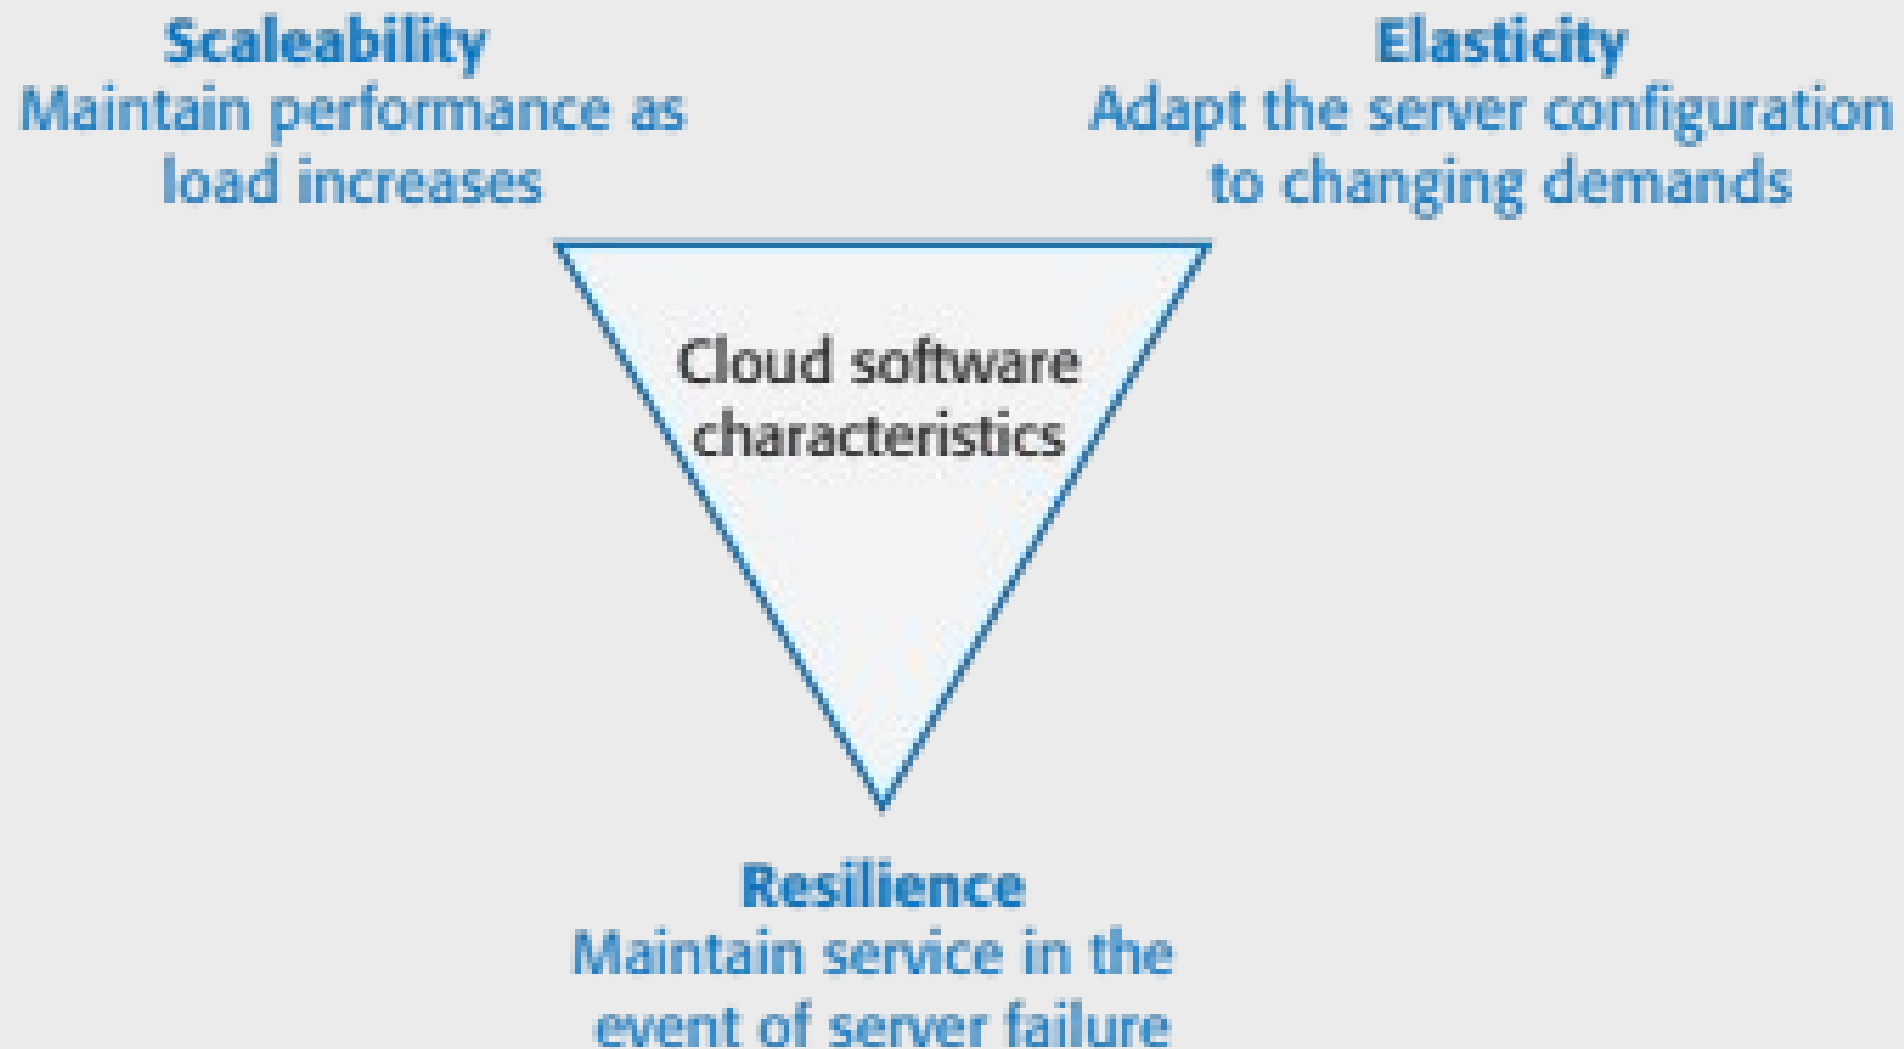 Scaleability
Maintain performance as
load increases
Elasticity
Adapt the server configuration
to changing demands
Cloud software
characteristics
Resilience
Maintain service in the
event of server failure